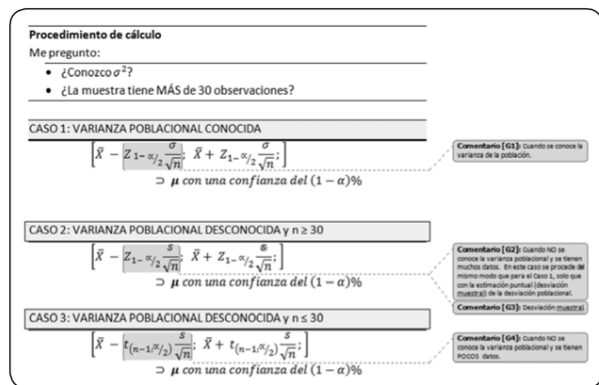 Procedimiento de cálculo
Me pregunto:
• ¿Conozco σ²?
• ¿La muestra tiene MÁS de 30 observaciones?
CASO 1: VARIANZA POBLACIONAL CONOCIDA
[X̄ − Z₁₋∝/₂ σ/√n; X̄ + Z₁₋∝/₂ σ/√n;]
⊃ μ con una confianza del (1 − α)%
Comentario [G1]: Cuando se conoce la
varianza de la población.
CASO 2: VARIANZA POBLACIONAL DESCONOCIDA y n ≥ 30
[X̄ − Z₁₋∝/₂ s/√n; X̄ + Z₁₋∝/₂ s/√n;]
⊃ μ con una confianza del (1 − α)%
Comentario [G2]: Cuando NO se
conoce la varianza poblacional y se tienen
muchos datos. En este caso se procede del
mismo modo que para el Caso 1, solo que
con la estimación puntual (desviación
muestral) de la desviación poblacional.
Comentario [G3]: Desviación muestral
CASO 3: VARIANZA POBLACIONAL DESCONOCIDA y n ≤ 30
[X̄ − t₍ₙ₋₁;∝/₂₎ s/√n; X̄ + t₍ₙ₋₁;∝/₂₎ s/√n;]
⊃ μ con una confianza del (1 − α)%
Comentario [G4]: Cuando NO se
conoce la varianza poblacional y se tienen
POCOS datos.